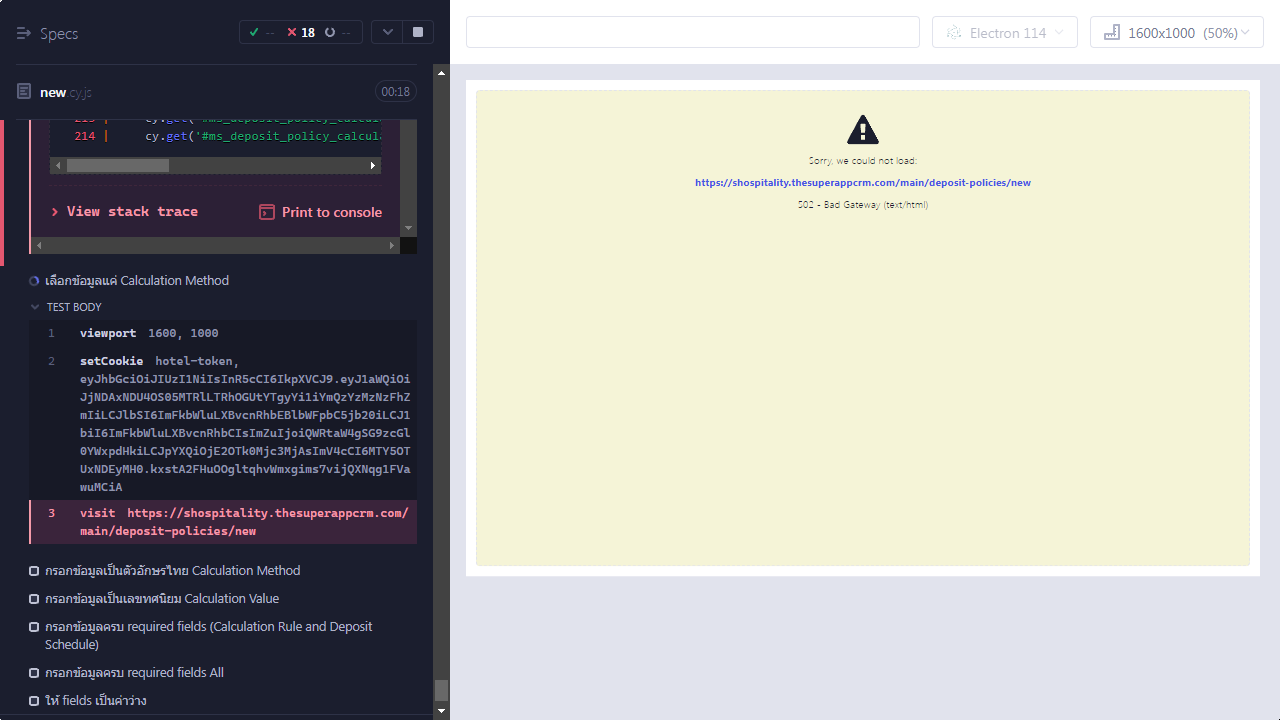 Specs
-- 18 --
new cy.js
00:18
cy.get('#ms_deposit_policy_calcul
214 | cy.get('#ms_deposit_policy_calcul
View stack trace
Print to console
เลือกข้อมูลแค่ Calculation Method
TEST BODY
1 viewport 1600, 1000
2 setCookie hotel-token,
eyJhbGciOiJIUzI1NiIsInR5cCI6IkpXVCJ9.eyJ1aWQiOi
JjNDAxNDU4OS05MTRlLTRhOGUtYTgyYi1iYmQzYzMzNzFhZ
mIiLCJlbSI6ImFkbWluLXBvcnRhbEBlbWFpbC5jb20iLCJ1
biI6ImFkbWluLXBvcnRhbCIsImZuIjoiQWRtaW4gSG9zcGl
0YWxpdHkiLCJpYXQiOjE2OTk0Mjc3MjAsImV4cCI6MTY5OT
UxNDEyMH0.kxstA2FHuOOgltqhvWmxgims7vijQXNqg1FVa
wuMCiA
3 visit https://shospitality.thesuperappcrm.com/
main/deposit-policies/new
กรอกข้อมูลเป็นตัวอักษรไทย Calculation Method
กรอกข้อมูลเป็นเลขทศนิยม Calculation Value
กรอกข้อมูลครบ required fields (Calculation Rule and Deposit
Schedule)
กรอกข้อมูลครบ required fields All
ให้ fields เป็นค่าว่าง
Electron 114
1600x1000 (50%)
Sorry, we could not load:
https://shospitality.thesuperappcrm.com/main/deposit-policies/new
502 - Bad Gateway (text/html)